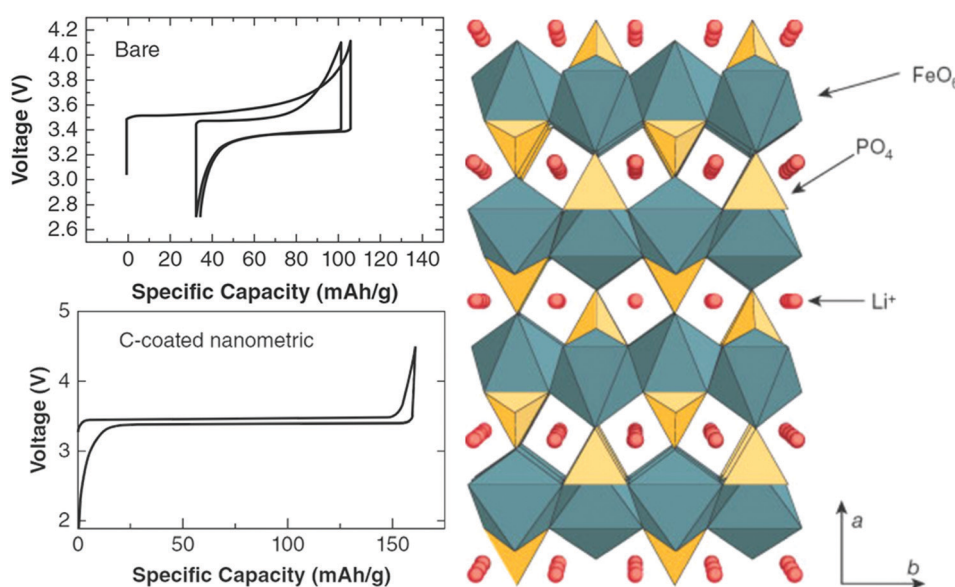 Bare
Voltage (V)
4.2
4.0
3.8
3.6
3.4
3.2
3.0
2.8
2.6
0 20 40 60 80 100 120 140
Specific Capacity (mAh/g)
C-coated nanometric
Voltage (V)
5
4
3
2
0 50 100 150
Specific Capacity (mAh/g)
FeO6
PO4
Li+
a
b